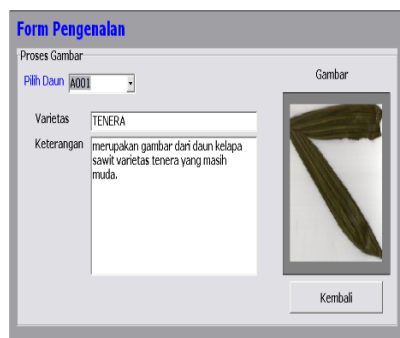 Form Pengenalan
Proses Gambar
Pilih Daun A001
Gambar
Varietas TENERA
Keterangan merupakan gambar dari daun kelapa
sawit varietas tenera yang masih
muda.
Kembali